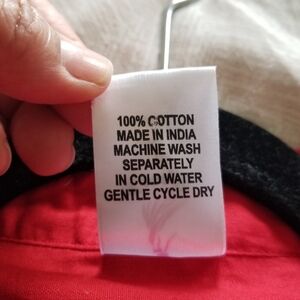 100% COTTON
MADE IN INDIA
MACHINE WASH
SEPARATELY
IN COLD WATER
GENTLE CYCLE DRY